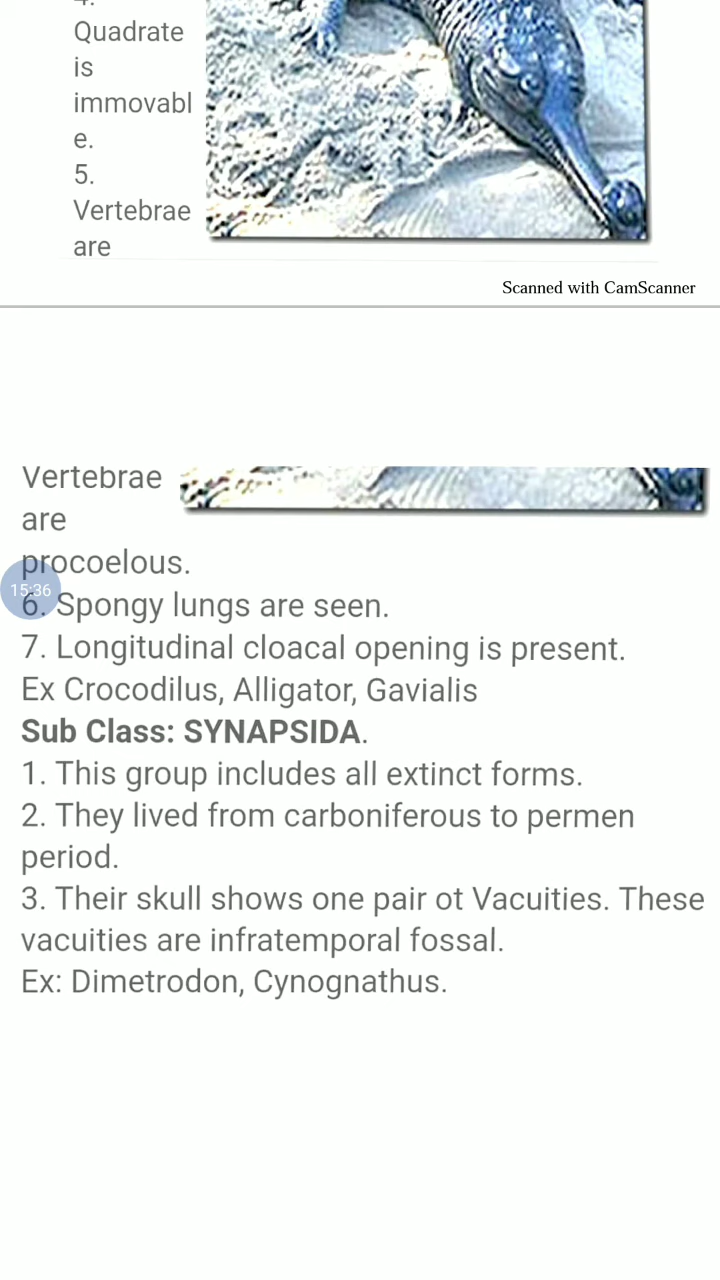 Quadrate
is
immovabl
e.
5.
Vertebrae
are
Scanned with CamScanner
Vertebrae
are
procoelous.
15:36
6. Spongy lungs are seen.
7. Longitudinal cloacal opening is present.
Ex Crocodilus, Alligator, Gavialis
Sub Class: SYNAPSIDA.
1. This group includes all extinct forms.
2. They lived from carboniferous to permen
period.
3. Their skull shows one pair ot Vacuities. These
vacuities are infratemporal fossal.
Ex: Dimetrodon, Cynognathus.